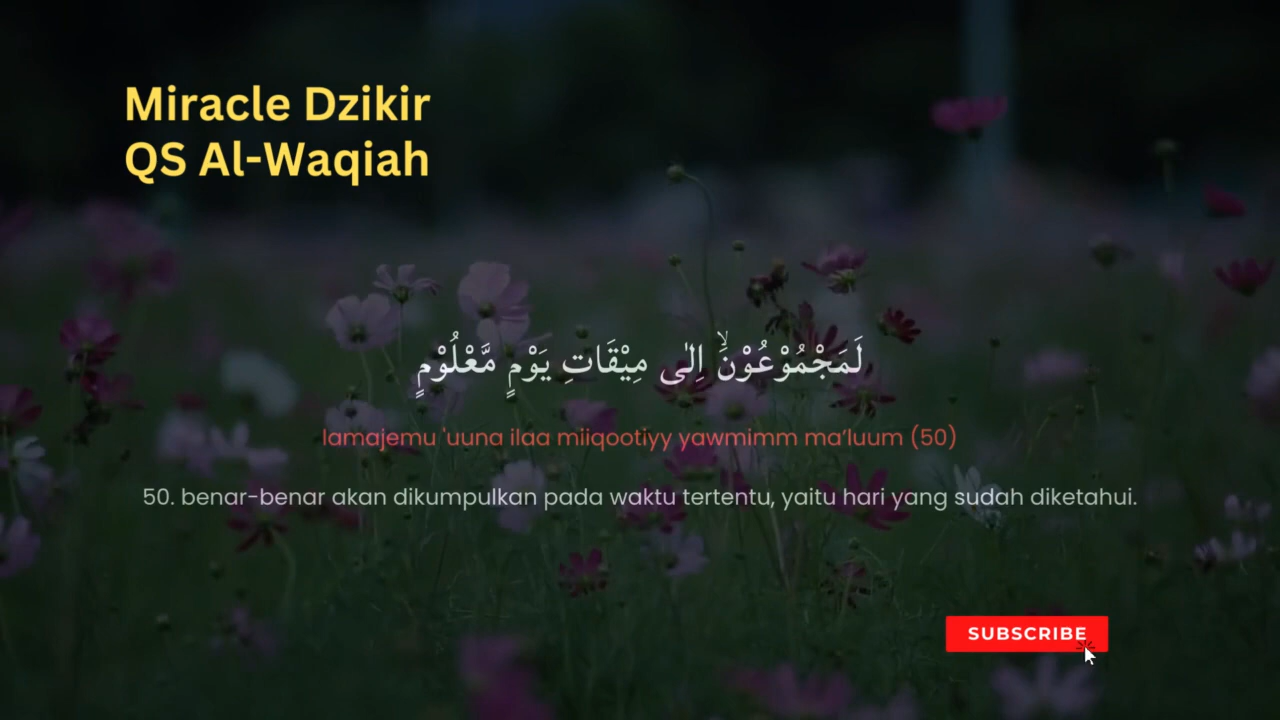 Miracle Dzikir
QS Al-Waqiah
لَمَجْمُوْعُوْنَۙ اِلٰى مِيْقَاتِ يَوْمٍ مَّعْلُوْمٍ
lamajemu 'uuna ilaa miiqootiyy yawmimm ma’luum (50)
50. benar-benar akan dikumpulkan pada waktu tertentu, yaitu hari yang sudah diketahui.
SUBSCRIBE